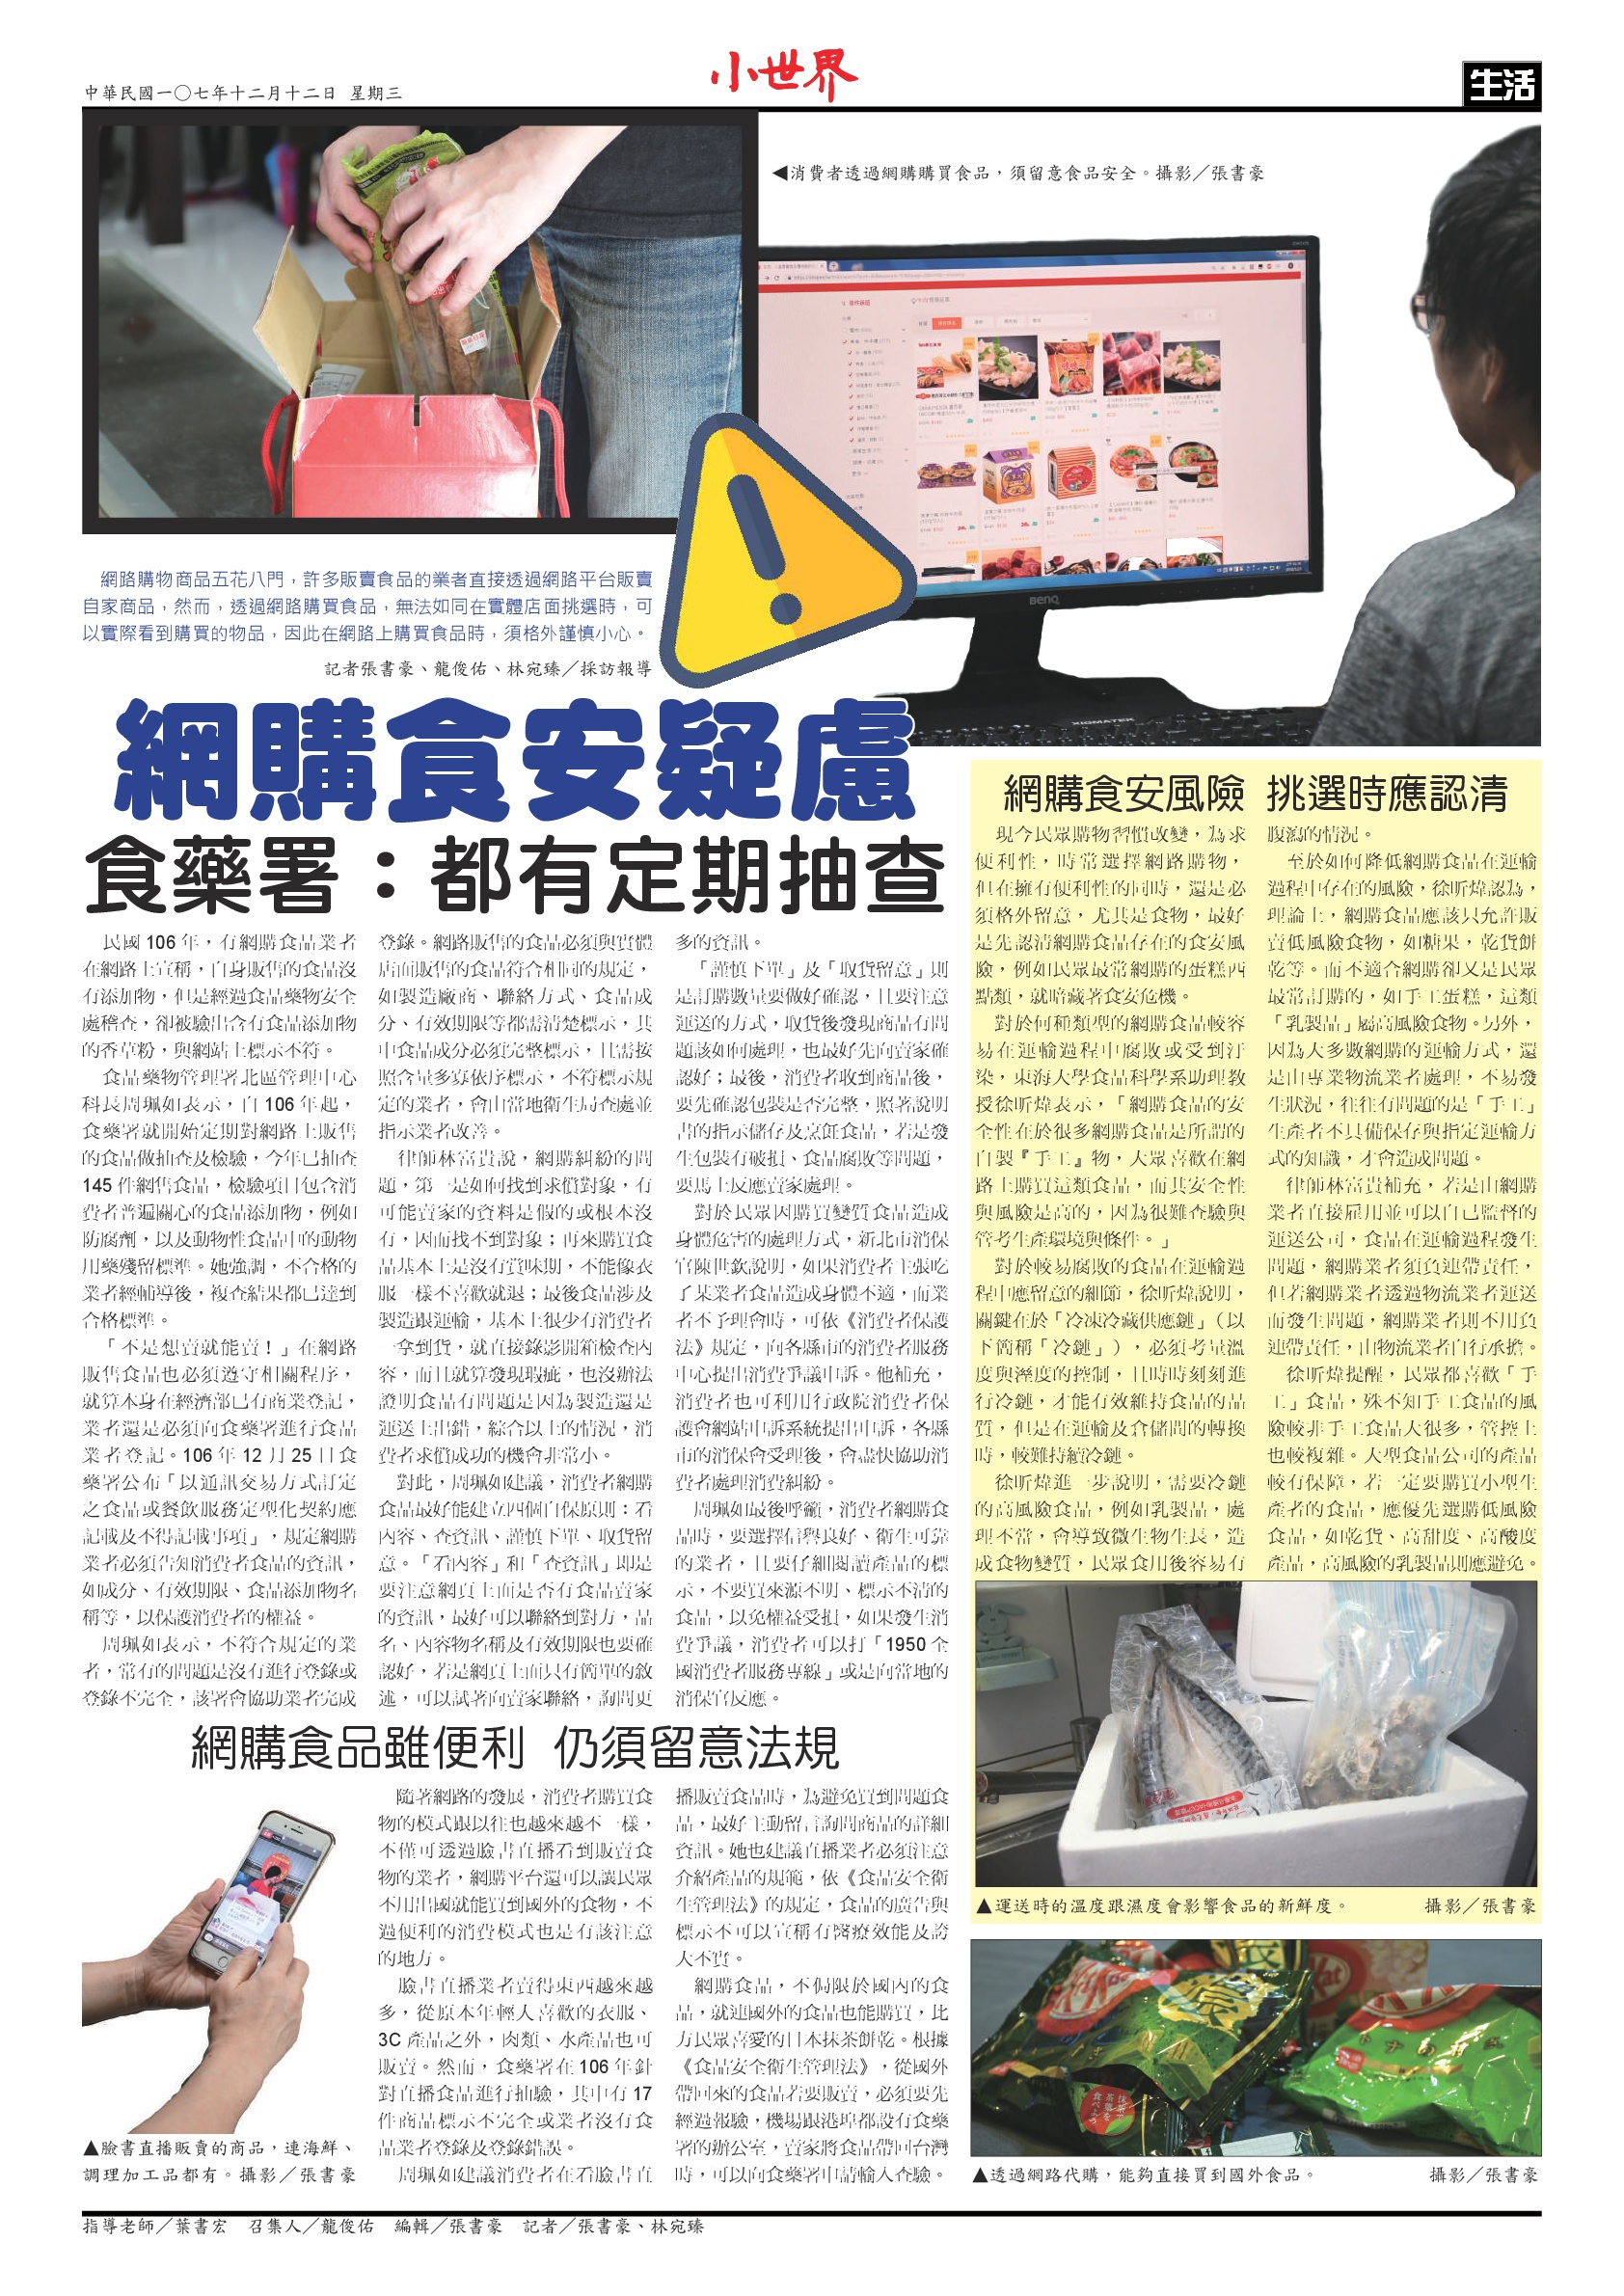 中華民國一〇七年十二月十二日 星期三
小世界
生活
◀消費者透過網購購買食品，須留意食品安全。攝影／張書豪
BenQ
XIGMATEK
網路購物商品五花八門，許多販賣食品的業者直接透過網路平台販賣
自家商品，然而，透過網路購買食品，無法如同在實體店面挑選時，可
以實際看到購買的物品，因此在網路上購買食品時，須格外謹慎小心。
記者張書豪、龍俊佑、林宛臻／採訪報導
網購食安疑慮
食藥署：都有定期抽查
民國 106 年，有網購食品業者
在網路上宣稱，自身販售的食品沒
有添加物，但是經過食品藥物安全
處稽查，卻被驗出含有食品添加物
的香草粉，與網站上標示不符。
食品藥物管理署北區管理中心
科長周珮如表示，自 106 年起，
食藥署就開始定期對網路上販售
的食品做抽查及檢驗，今年已抽查
145 件網售食品，檢驗項目包含消
費者普遍關心的食品添加物，例如
防腐劑，以及動物性食品中的動物
用藥殘留標準。她強調，不合格的
業者經輔導後，複查結果都已達到
合格標準。
「不是想賣就能賣！」在網路
販售食品也必須遵守相關程序，
就算本身在經濟部已有商業登記，
業者還是必須向食藥署進行食品
業者登記。106 年 12 月 25 日食
藥署公布「以通訊交易方式訂定
之食品或餐飲服務定型化契約應
記載及不得記載事項」，規定網購
業者必須告知消費者食品的資訊，
如成分、有效期限、食品添加物名
稱等，以保護消費者的權益。
周珮如表示，不符合規定的業
者，常有的問題是沒有進行登錄或
登錄不完全，該署會協助業者完成
登錄。網路販售的食品必須與實體
店面販售的食品符合相同的規定，
如製造廠商、聯絡方式、食品成
分、有效期限等都需清楚標示，其
中食品成分必須完整標示，且需按
照含量多寡依序標示，不符標示規
定的業者，會由當地衛生局查處並
指示業者改善。
律師林富貴說，網購糾紛的問
題，第一是如何找到求償對象，有
可能賣家的資料是假的或根本沒
有，因而找不到對象；再來購買食
品基本上是沒有賞味期，不能像衣
服一樣不喜歡就退；最後食品涉及
製造跟運輸，基本上很少有消費者
一拿到貨，就直接錄影開箱檢查內
容，而且就算發現瑕疵，也沒辦法
證明食品有問題是因為製造還是
運送上出錯，綜合以上的情況，消
費者求償成功的機會非常小。
對此，周珮如建議，消費者網購
食品最好能建立四個自保原則：看
內容、查資訊、謹慎下單、取貨留
意。「看內容」和「查資訊」即是
要注意網頁上面是否有食品賣家
的資訊，最好可以聯絡到對方，品
名、內容物名稱及有效期限也要確
認好，若是網頁上面只有簡單的敘
述，可以試著向賣家聯絡，詢問更
多的資訊。
「謹慎下單」及「取貨留意」則
是訂購數量要做好確認，且要注意
運送的方式，收貨後發現商品有問
題該如何處理，也最好先向賣家確
認好；最後，消費者收到商品後，
要先確認包裝是否完整，照著說明
書的指示儲存及烹飪食品，若是發
生包裝有破損、食品腐敗等問題，
要馬上反應賣家處理。
對於民眾因購買變質食品造成
身體危害的處理方式，新北市消保
官陳世欽說明，如果消費者主張吃
了某業者食品造成身體不適，而業
者不予理會時，可依《消費者保護
法》規定，向各縣市的消費者服務
中心提出消費爭議申訴。他補充，
消費者也可利用行政院消費者保
護會網站申訴系統提出申訴，各縣
市的消保會受理後，會盡快協助消
費者處理消費糾紛。
周珮如最後呼籲，消費者網購食
品時，要選擇信譽良好、衛生可靠
的業者，且要仔細閱讀產品的標
示，不要買來源不明、標示不清的
食品，以免權益受損，如果發生消
費爭議，消費者可以打「1950 全
國消費者服務專線」或是向當地的
消保官反應。
網購食安風險 挑選時應認清
現今民眾購物習慣改變，為求
便利性，時常選擇網路購物，
但在擁有便利性的同時，還是必
須格外留意，尤其是食物，最好
是先認清網購食品存在的食安風
險，例如民眾最常網購的蛋糕西
點類，就暗藏著食安危機。
對於何種類型的網購食品較容
易在運輸過程中腐敗或受到汙
染，東海大學食品科學系助理教
授徐昕煒表示，「網購食品的安
全性在於很多網購食品是所謂的
自製『手工』物，大眾喜歡在網
路上購買這類食品，而其安全性
與風險是高的，因為很難查驗與
管考生產環境與條件。」
對於較易腐敗的食品在運輸過
程中應留意的細節，徐昕煒說明，
關鍵在於「冷凍冷藏供應鏈」（以
下簡稱「冷鏈」），必須考量溫
度與溼度的控制，且時時刻刻進
行冷鏈，才能有效維持食品的品
質，但是在運輸及倉儲間的轉換
時，較難持續冷鏈。
徐昕煒進一步說明，需要冷鏈
的高風險食品，例如乳製品，處
理不當，會導致微生物生長，造
成食物變質，民眾食用後容易有
腹瀉的情況。
至於如何降低網購食品在運輸
過程中存在的風險，徐昕煒認為，
理論上，網購食品應該只允許販
賣低風險食物，如糖果，乾貨餅
乾等。而不適合網購卻又是民眾
最常訂購的，如手工蛋糕，這類
「乳製品」屬高風險食物。另外，
因為大多數網購的運輸方式，還
是由專業物流業者處理，不易發
生狀況，往往有問題的是「手工」
生產者不具備保存與指定運輸方
式的知識，才會造成問題。
律師林富貴補充，若是由網購
業者直接雇用並可以自己監督的
運送公司，食品在運輸過程發生
問題，網購業者須負連帶責任，
但若網購業者透過物流業者運送
而發生問題，網購業者則不用負
連帶責任，由物流業者自行承擔。
徐昕煒提醒，民眾都喜歡「手
工」食品，殊不知手工食品的風
險較非手工食品大很多，管控上
也較複雜。大型食品公司的產品
較有保障，若一定要購買小型生
產者的食品，應優先選購低風險
食品，如乾貨、高甜度、高酸度
產品，高風險的乳製品則應避免。
▲運送時的溫度跟濕度會影響食品的新鮮度。 攝影／張書豪
網購食品雖便利 仍須留意法規
隨著網路的發展，消費者購買食
物的模式跟以往也越來越不一樣，
不僅可透過臉書直播看到販賣食
物的業者，網購平台還可以讓民眾
不用出國就能買到國外的食物，不
過便利的消費模式也是有該注意
的地方。
臉書直播業者賣得東西越來越
多，從原本年輕人喜歡的衣服、
3C 產品之外，肉類、水產品也可
販賣。然而，食藥署在 106 年針
對直播食品進行抽驗，其中有 17
件商品標示不完全或業者沒有食
品業者登錄及登錄錯誤。
周珮如建議消費者在看臉書直
播販賣食品時，為避免買到問題食
品，最好主動留言詢問商品的詳細
資訊。她也建議直播業者必須注意
介紹產品的規範，依《食品安全衛
生管理法》的規定，食品的廣告與
標示不可以宣稱有醫療效能及誇
大不實。
網購食品，不侷限於國內的食
品，就連國外的食品也能購買，比
方民眾喜愛的日本抹茶餅乾。根據
《食品安全衛生管理法》，從國外
帶回來的食品若要販賣，必須要先
經過報驗，機場跟港埠都設有食藥
署的辦公室，賣家將食品帶回台灣
時，可以向食藥署申請輸入查驗。
▲臉書直播販賣的商品，連海鮮、
調理加工品都有。攝影／張書豪
▲透過網路代購，能夠直接買到國外食品。 攝影／張書豪
指導老師／葉書宏 召集人／龍俊佑 編輯／張書豪 記者／張書豪、林宛臻